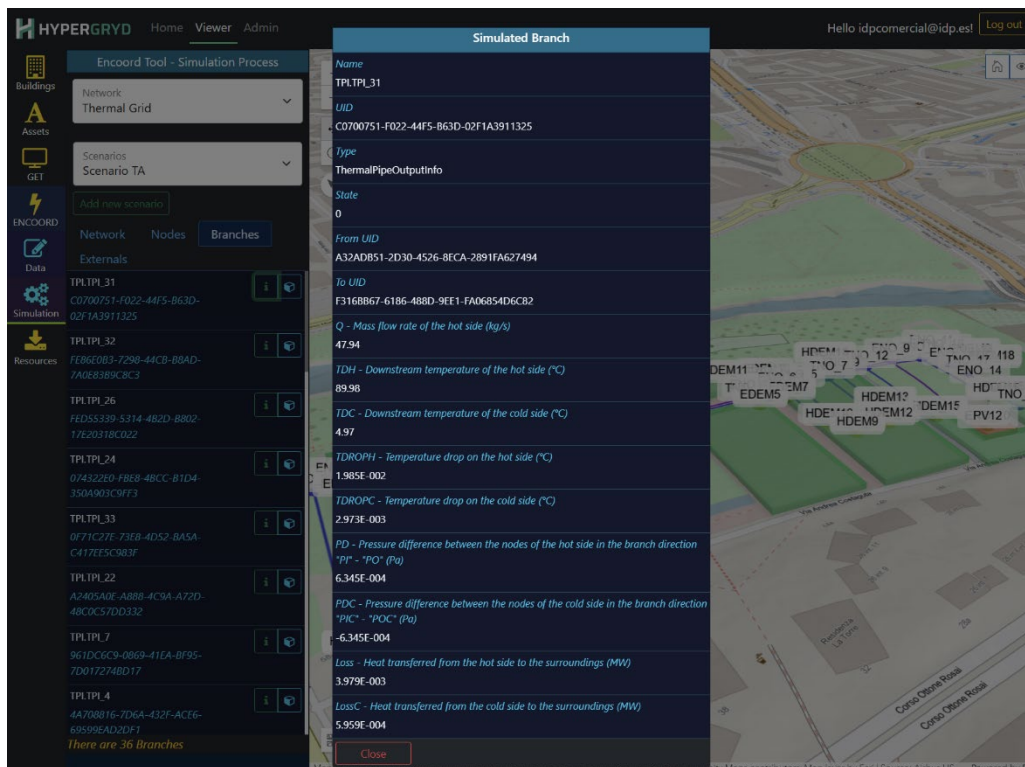 HYPERGRYD
Home Viewer Admin
Hello idpcomercial@idp.es!
Log out
Buildings
Assets
GET
ENCOORD
Data
Simulation
Resources
Encoord Tool - Simulation Process
Network
Thermal Grid
Scenarios
Scenario TA
Add new scenario
Network Nodes Branches
Externals
TPI.TPI_31
C0700751-F022-44F5-B63D-
02F1A3911325
TPI.TPI_32
FE86E0B3-7298-44CB-B8AD-
7A0E83B9C8C3
TPI.TPI_26
FED55339-5314-482D-B802-
17E20318C022
TPI.TPI_24
074322E0-FBE8-4BCC-B1D4-
350A903C9FF3
TPI.TPI_33
0F71C27E-73EB-4D52-BA5A-
C417EE5C983F
TPI.TPI_22
A2405A0E-A888-4C9A-A72D-
48C0C57DD332
TPI.TPI_7
961DC6C9-0869-41EA-BF95-
7D017274BD17
TPI.TPI_4
4A708816-7D6A-432F-ACE6-
69599EAD2DF1
There are 36 Branches
Simulated Branch
Name
TPI.TPI_31
UID
C0700751-F022-44F5-B63D-02F1A3911325
Type
ThermalPipeOutputInfo
State
0
From UID
A32ADB51-2D30-4526-8ECA-2891FA627494
To UID
F316BB67-6186-488D-9EE1-FA06854D6C82
Q - Mass flow rate of the hot side (kg/s)
47.94
TDH - Downstream temperature of the hot side (°C)
89.98
TDC - Downstream temperature of the cold side (°C)
4.97
TDROPH - Temperature drop on the hot side (°C)
1.985E-002
TDROPC - Temperature drop on the cold side (°C)
2.973E-003
PD - Pressure difference between the nodes of the hot side in the branch direction
"PI" - "PO" (Pa)
6.345E-004
PDC - Pressure difference between the nodes of the cold side in the branch direction
"PIC" - "POC" (Pa)
-6.345E-004
Loss - Heat transferred from the hot side to the surroundings (MW)
3.979E-003
LossC - Heat transferred from the cold side to the surroundings (MW)
5.959E-004
Close
ENO_14
EDEM5
HDEM13
HDEM12
HDEM9
PV12
Residenza
La Torre
Corso Ottone Rosai
Corso Ottone Rosai